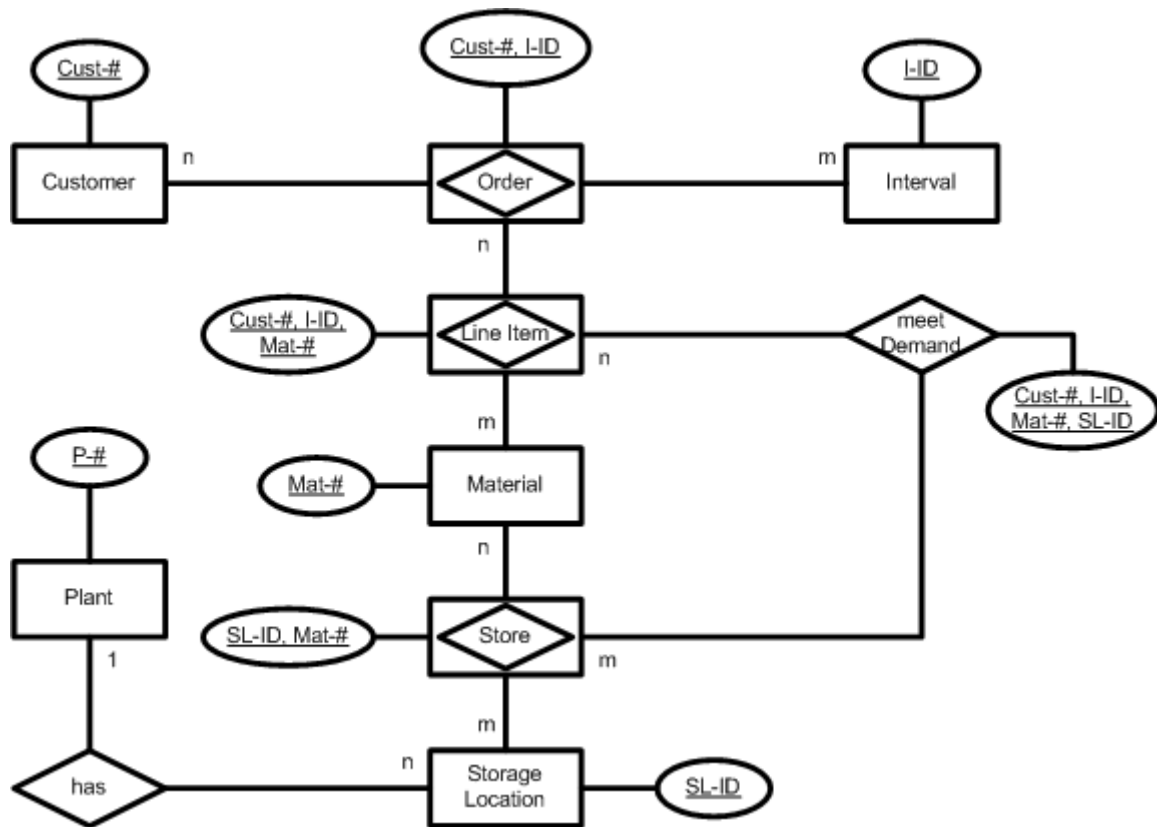 Cust-#, I-ID
Cust-#
I-ID
Customer
n
Order
m
Interval
n
Cust-#, I-ID,
Mat-#
Line Item
n
meet
Demand
Cust-#, I-ID,
Mat-#, SL-ID
m
P-#
Mat-#
Material
n
Plant
SL-ID, Mat-#
Store
m
1
m
n
has
Storage
Location
SL-ID